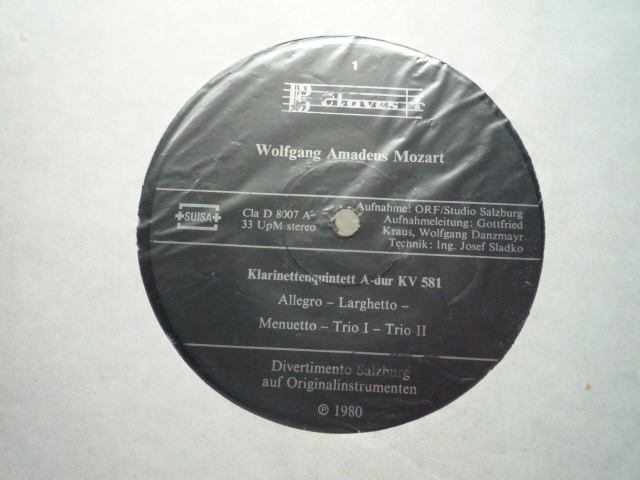 1
Claves
Wolfgang Amadeus Mozart
SUISA
Cla D 8007 A
33 UpM stereo
Aufnahme: ORF/Studio Salzburg
Aufnahmeleitung: Gottfried
Kraus, Wolfgang Danzmayr
Technik: Ing. Josef Sladko
Klarinettenquintett A-dur KV 581
Allegro – Larghetto –
Menuetto – Trio I – Trio II
Divertimento Salzburg
auf Originalinstrumenten
℗ 1980